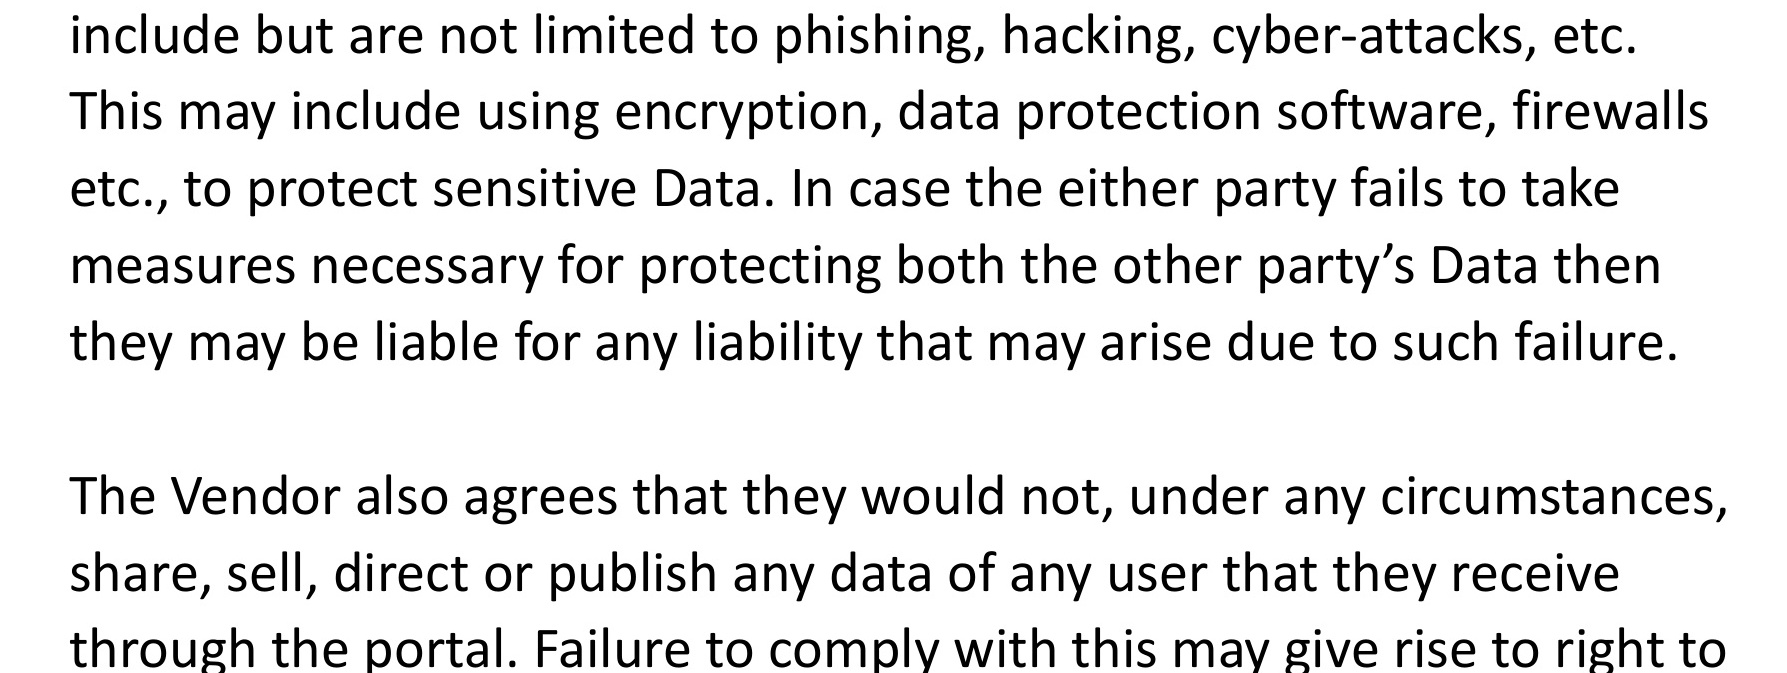 include but are not limited to phishing, hacking, cyber-attacks, etc.
This may include using encryption, data protection software, firewalls
etc., to protect sensitive Data. In case the either party fails to take
measures necessary for protecting both the other party’s Data then
they may be liable for any liability that may arise due to such failure.
The Vendor also agrees that they would not, under any circumstances,
share, sell, direct or publish any data of any user that they receive
through the portal. Failure to comply with this may give rise to right to